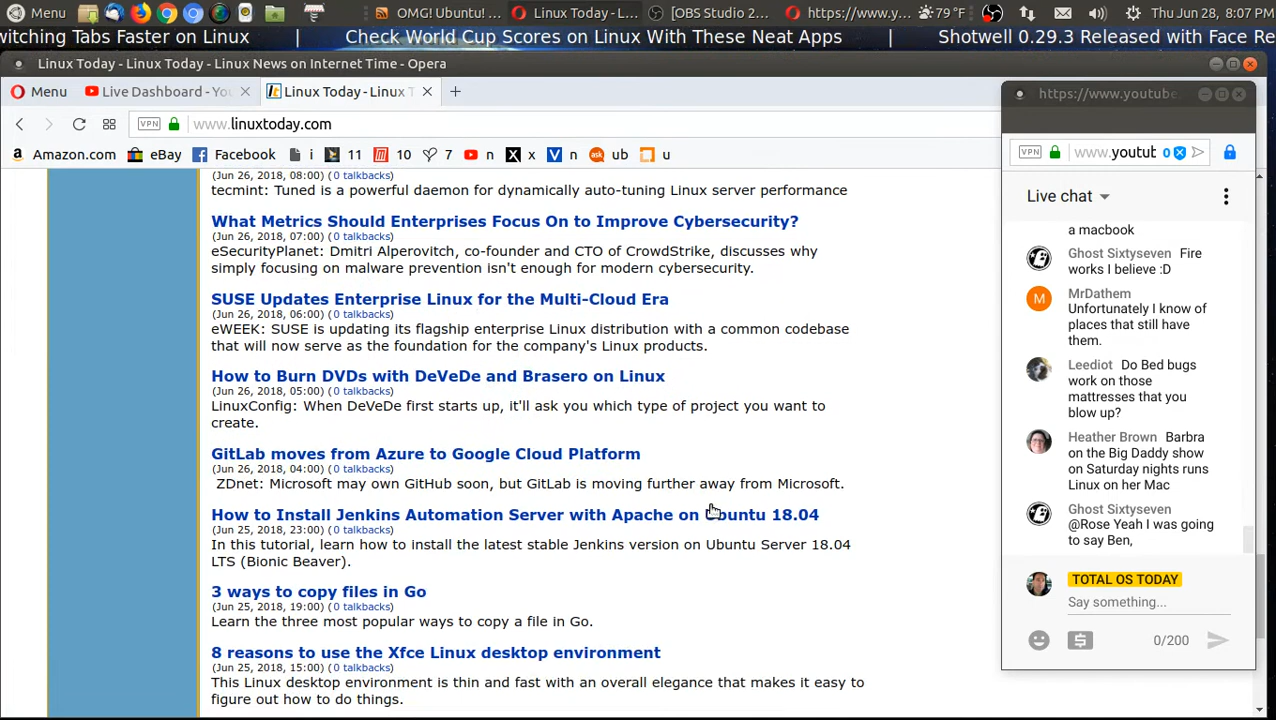 Menu
OMG! Ubuntu! ...
Linux Today - L...
[OBS Studio 2...
https://www.y...
79 °F
Thu Jun 28, 8:07 PM
witching Tabs Faster on Linux | Check World Cup Scores on Linux With These Neat Apps | Shotwell 0.29.3 Released with Face Re
Linux Today - Linux Today - Linux News on Internet Time - Opera
Menu
Live Dashboard - You
Linux Today - Linux T
VPN
www.linuxtoday.com
Amazon.com
eBay
Facebook
i
11
10
7
n
x
n
ub
u
(Jun 26, 2018, 08:00) ( 0 talkbacks)
tecmint: Tuned is a powerful daemon for dynamically auto-tuning Linux server performance
What Metrics Should Enterprises Focus On to Improve Cybersecurity?
(Jun 26, 2018, 07:00) ( 0 talkbacks)
eSecurityPlanet: Dmitri Alperovitch, co-founder and CTO of CrowdStrike, discusses why
simply focusing on malware prevention isn't enough for modern cybersecurity.
SUSE Updates Enterprise Linux for the Multi-Cloud Era
(Jun 26, 2018, 06:00) ( 0 talkbacks)
eWEEK: SUSE is updating its flagship enterprise Linux distribution with a common codebase
that will now serve as the foundation for the company's Linux products.
How to Burn DVDs with DeVeDe and Brasero on Linux
(Jun 26, 2018, 05:00) ( 0 talkbacks)
LinuxConfig: When DeVeDe first starts up, it'll ask you which type of project you want to
create.
GitLab moves from Azure to Google Cloud Platform
(Jun 26, 2018, 04:00) ( 0 talkbacks)
ZDnet: Microsoft may own GitHub soon, but GitLab is moving further away from Microsoft.
How to Install Jenkins Automation Server with Apache on Ubuntu 18.04
(Jun 25, 2018, 23:00) ( 0 talkbacks)
In this tutorial, learn how to install the latest stable Jenkins version on Ubuntu Server 18.04
LTS (Bionic Beaver).
3 ways to copy files in Go
(Jun 25, 2018, 19:00) ( 0 talkbacks)
Learn the three most popular ways to copy a file in Go.
8 reasons to use the Xfce Linux desktop environment
(Jun 25, 2018, 15:00) ( 0 talkbacks)
This Linux desktop environment is thin and fast with an overall elegance that makes it easy to
figure out how to do things.
https://www.youtube.
VPN
www.youtub
0
Live chat
a macbook
Ghost Sixtyseven Fire
works I believe :D
MrDathem
Unfortunately I know of
places that still have
them.
Leediot Do Bed bugs
work on those
mattresses that you
blow up?
Heather Brown Barbra
on the Big Daddy show
on Saturday nights runs
Linux on her Mac
Ghost Sixtyseven
@Rose Yeah I was going
to say Ben,
TOTAL OS TODAY
Say something...
0/200